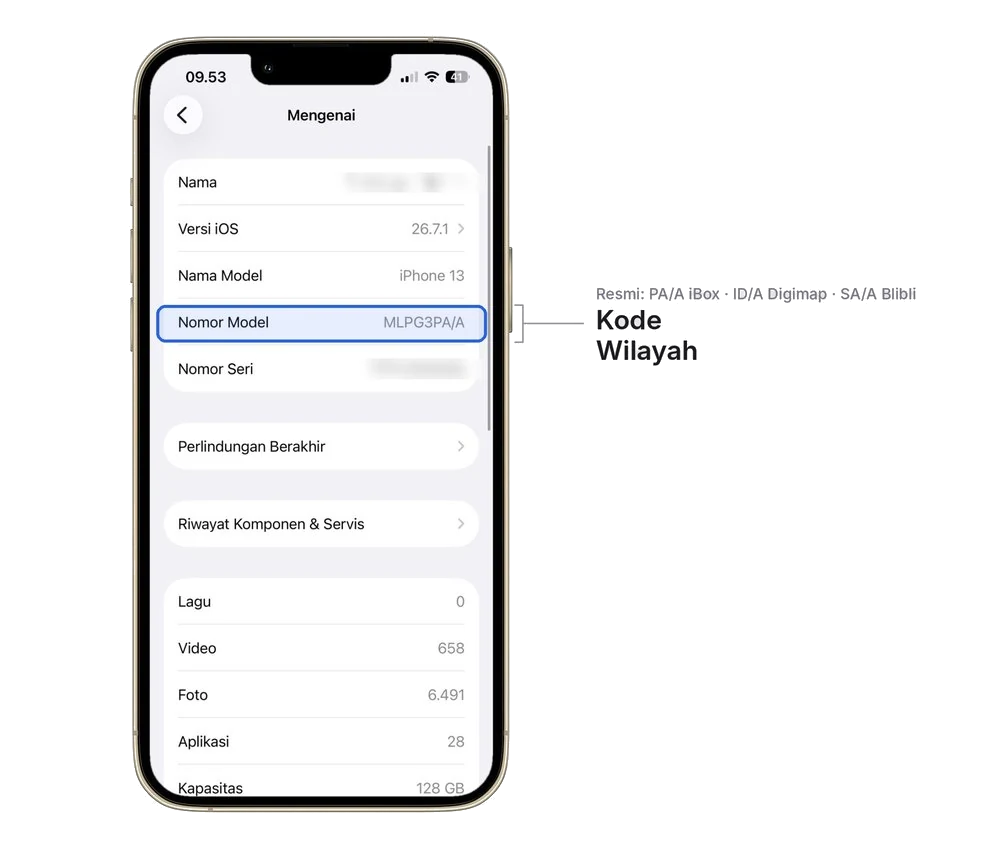 09.53
41
Mengenai
Nama
Versi iOS 26.7.1
Nama Model iPhone 13
Nomor Model MLPG3PA/A
Nomor Seri
Perlindungan Berakhir
Riwayat Komponen & Servis
Lagu 0
Video 658
Foto 6.491
Aplikasi 28
Kapasitas 128 GB
Resmi: PA/A iBox · ID/A Digimap · SA/A Blibli
Kode
Wilayah